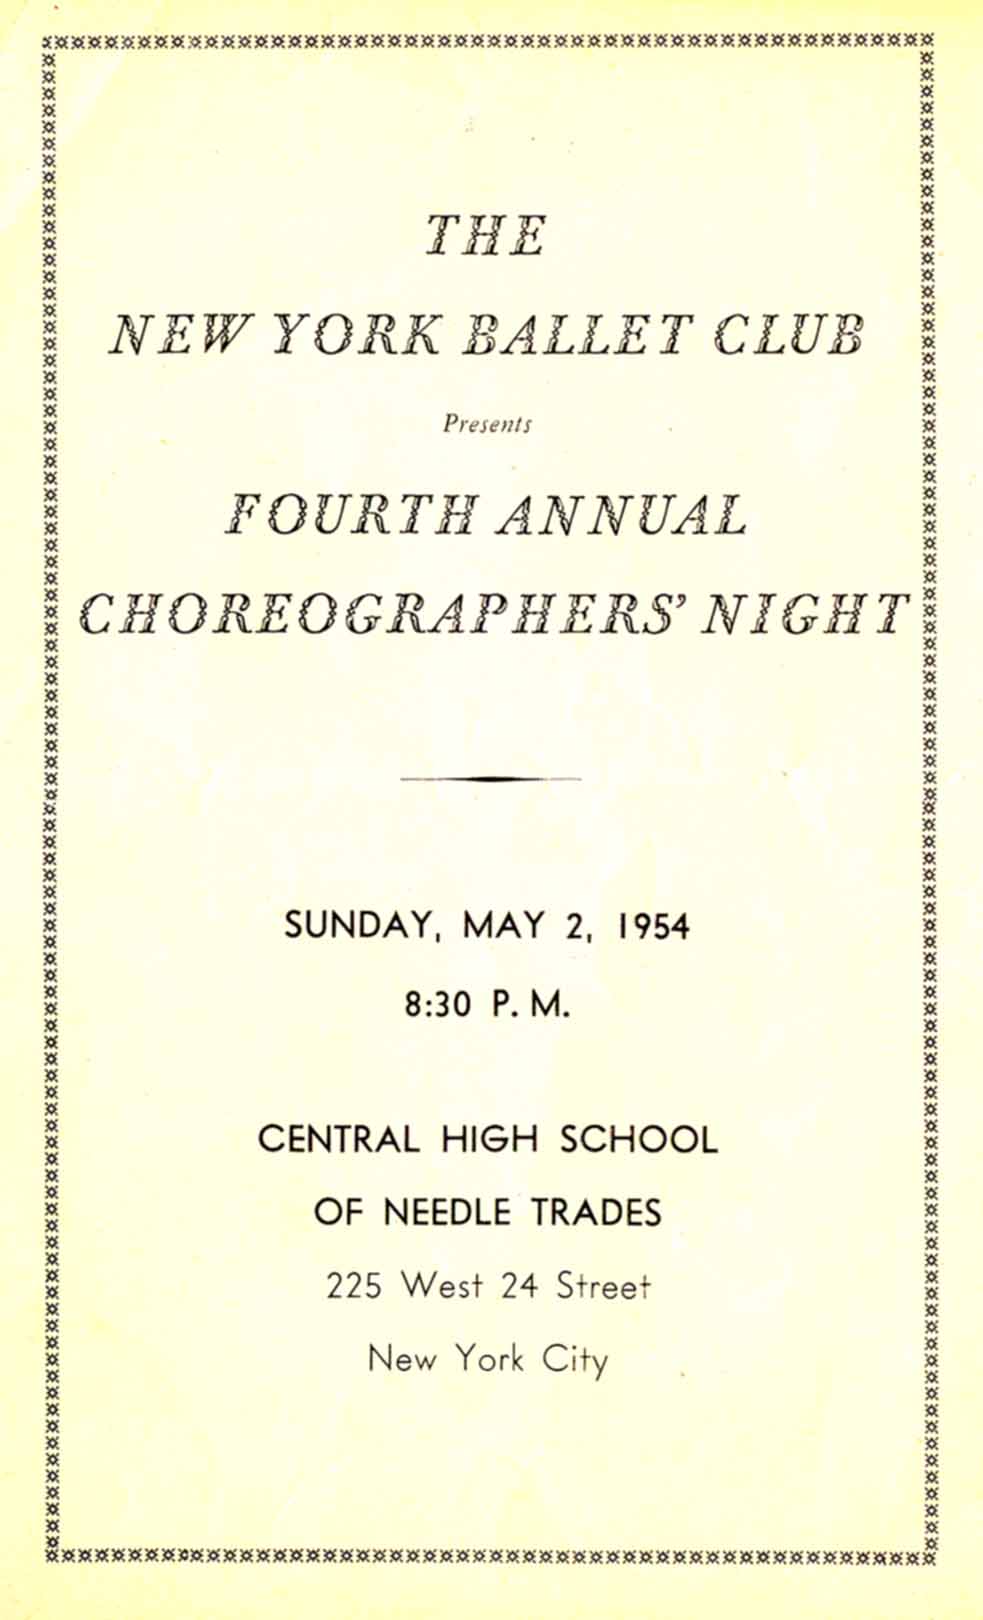 THE
NEW YORK BALLET CLUB
Presents
FOURTH ANNUAL
CHOREOGRAPHERS’ NIGHT
SUNDAY, MAY 2, 1954
8:30 P. M.
CENTRAL HIGH SCHOOL
OF NEEDLE TRADES
225 West 24 Street
New York City